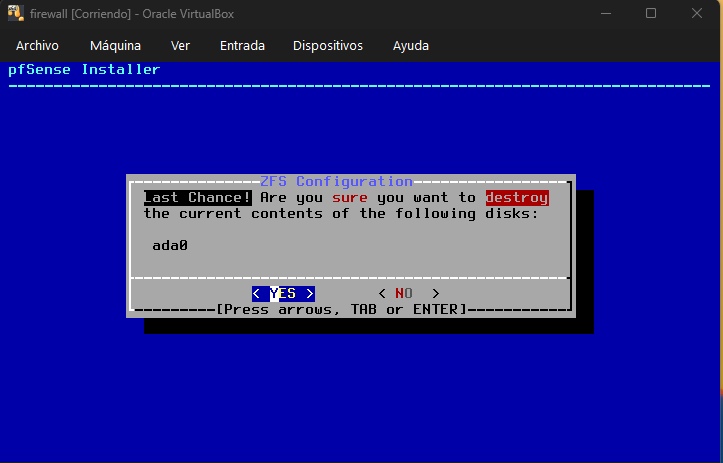 firewall [Corriendo] - Oracle VirtualBox
Archivo Máquina Ver Entrada Dispositivos Ayuda
pfSense Installer
ZFS Configuration
Last Chance! Are you sure you want to destroy
the current contents of the following disks:
ada0
< YES > < NO >
[Press arrows, TAB or ENTER]